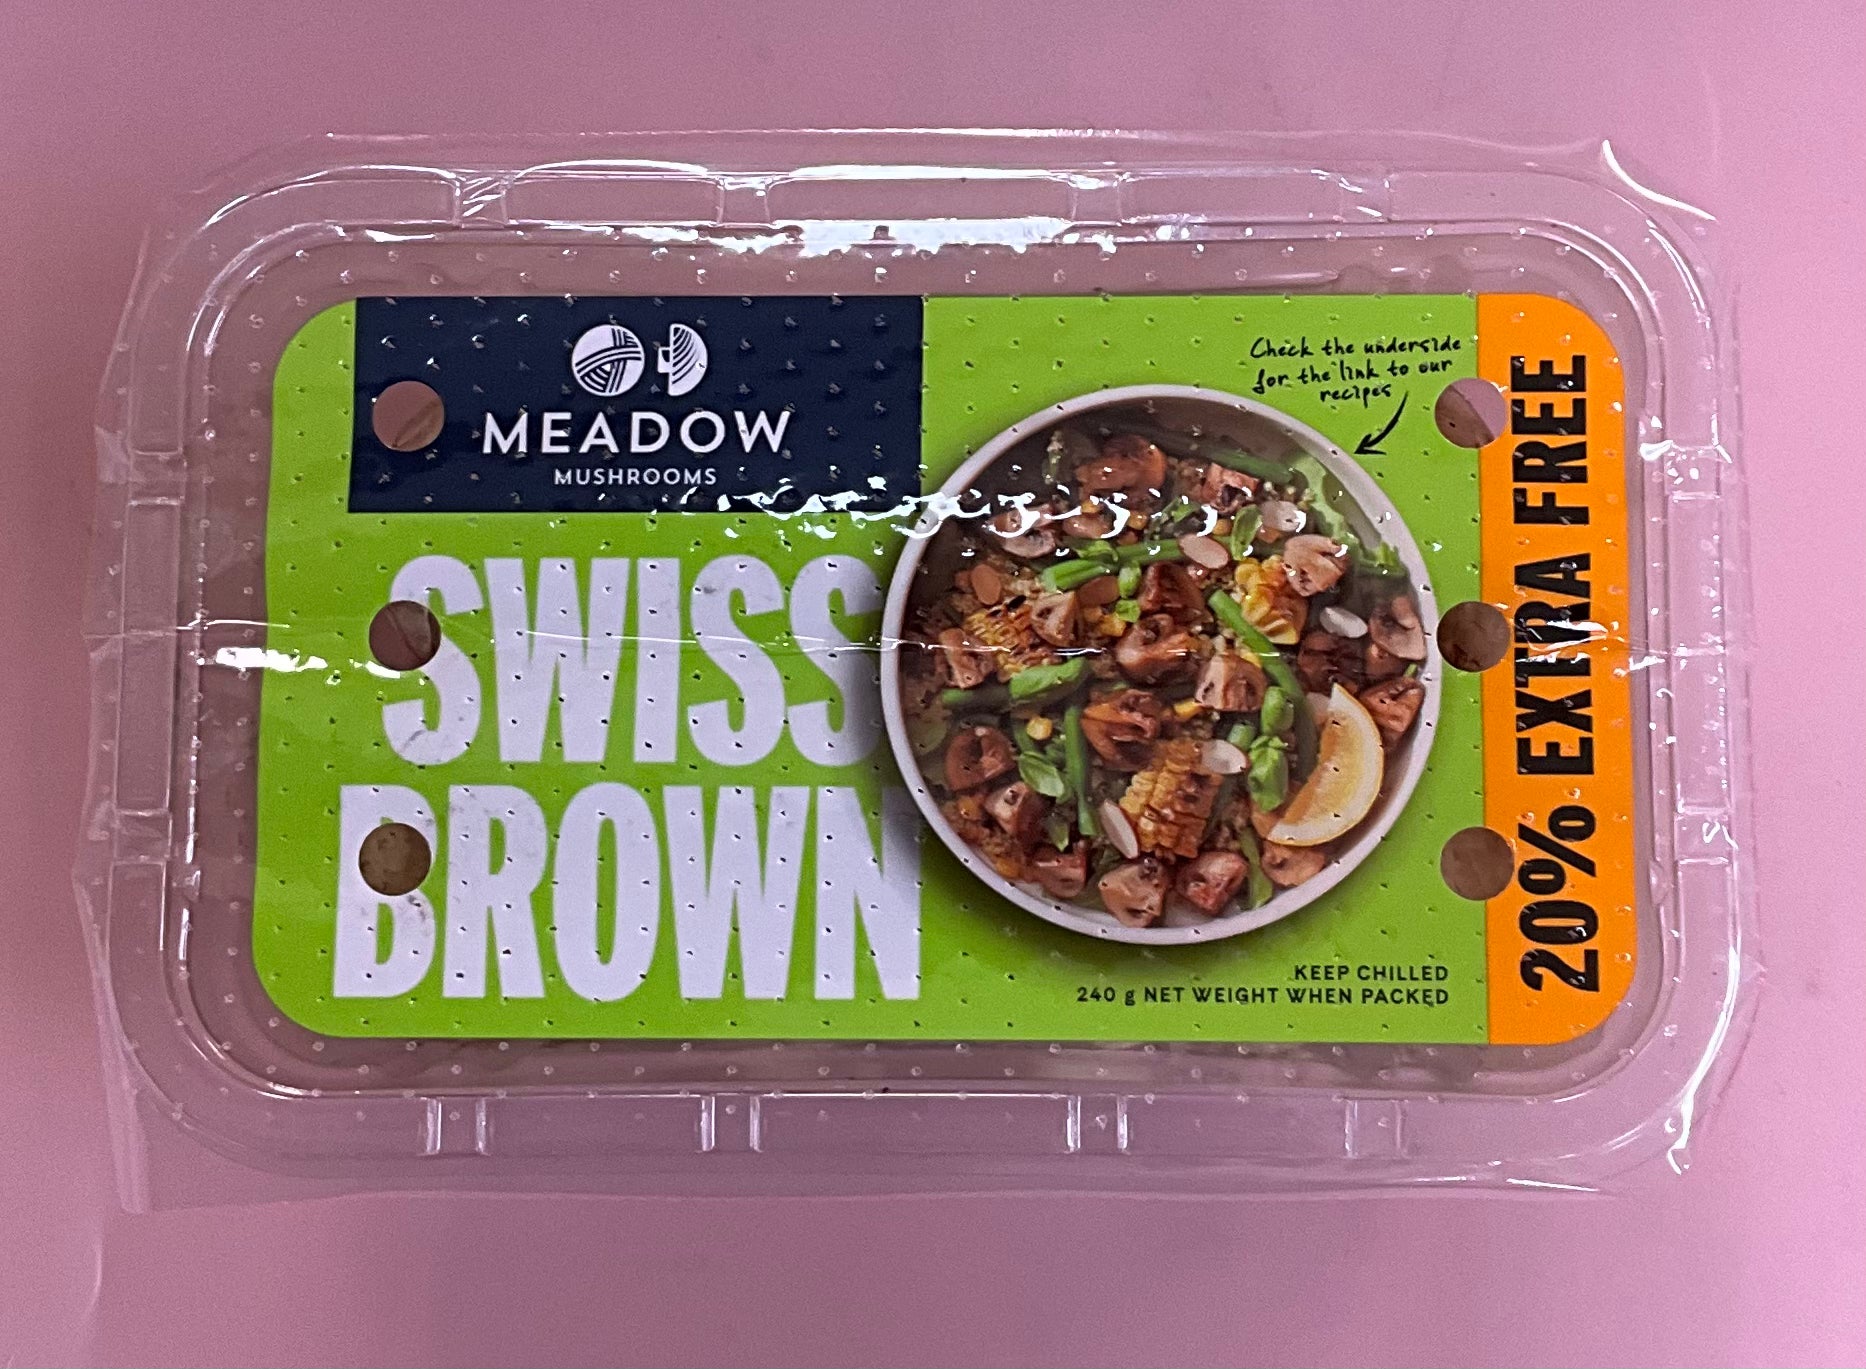 MEADOW
MUSHROOMS
SWISS
BROWN
Check the underside
for the link to our
recipes
KEEP CHILLED
240 g NET WEIGHT WHEN PACKED
20% EXTRA FREE